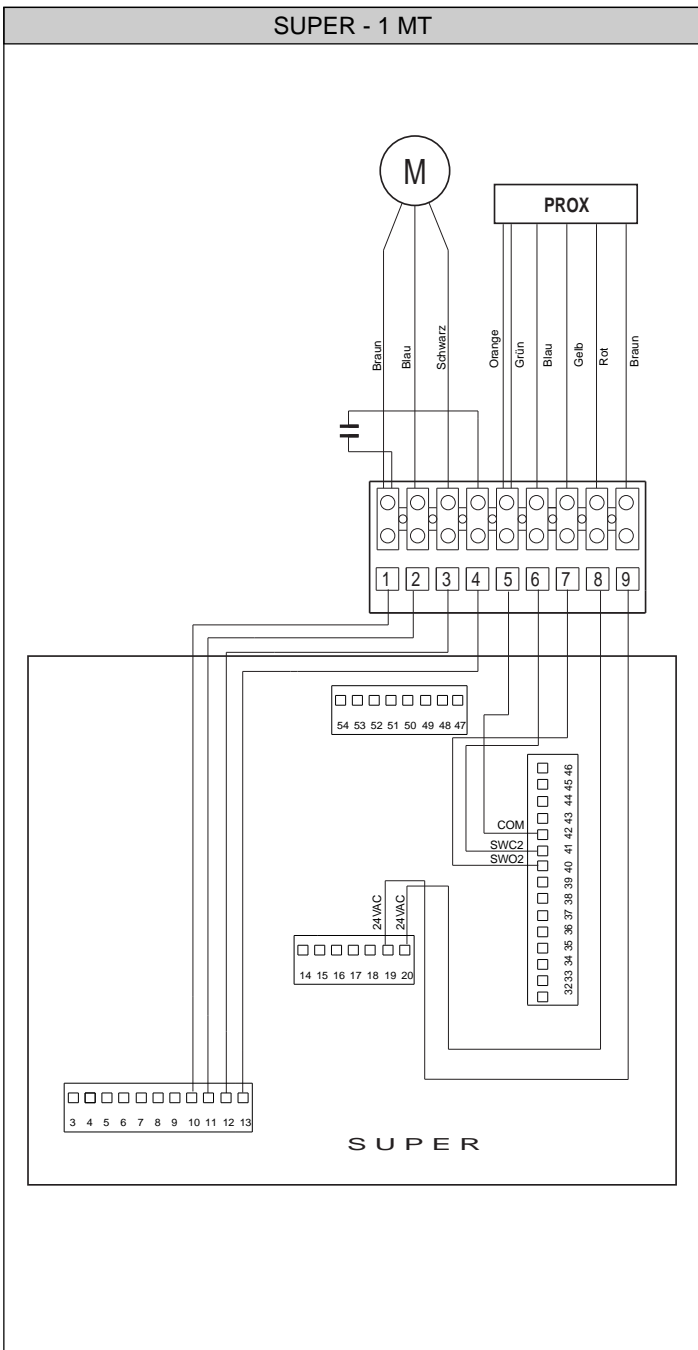 SUPER - 1 MT
M
PROX
Braun
Blau
Schwarz
Orange
Grün
Blau
Gelb
Rot
Braun
1 2 3 4 5 6 7 8 9
54 53 52 51 50 49 48 47
46
45
44
43
COM 42
SWC2 41
SWO2 40
39
38
37
36
35
34
33
32
24VAC
24VAC
14 15 16 17 18 19 20
3 4 5 6 7 8 9 10 11 12 13
SUPER